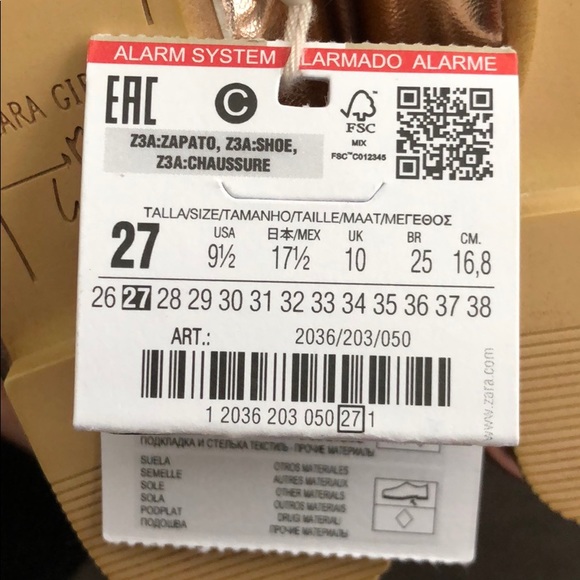 ALARM SYSTEM LARMADO ALARME
ARA GIR
EAC C FSC
MIX
FSC™C012345
Z3A:ZAPATO, Z3A:SHOE,
Z3A:CHAUSSURE
TALLA/SIZE/TAMANHO/TAILLE/MAAT/ΜΕΓΕΘΟΣ
27 USA 9½ 日本/MEX 17½ UK 10 BR 25 CM. 16,8
26 27 28 29 30 31 32 33 34 35 36 37 38
ART.: 2036/203/050
1 2036 203 050 27 1
www.zara.com
ПОДКЛАДКА И СТЕЛЬКА ТЕКСТИЛЬ - ПРОЧИЕ МАТЕРИАЛЫ
SUELA OTROS MATERIALES
SEMELLE AUTRES MATERIAUX
SOLE OTHER MATERIALS
SOLA OUTROS MATERIAIS
PODPLAT DRUGI MATERIALI
ПОДОШВА ПРОЧИЕ МАТЕРИАЛЫ